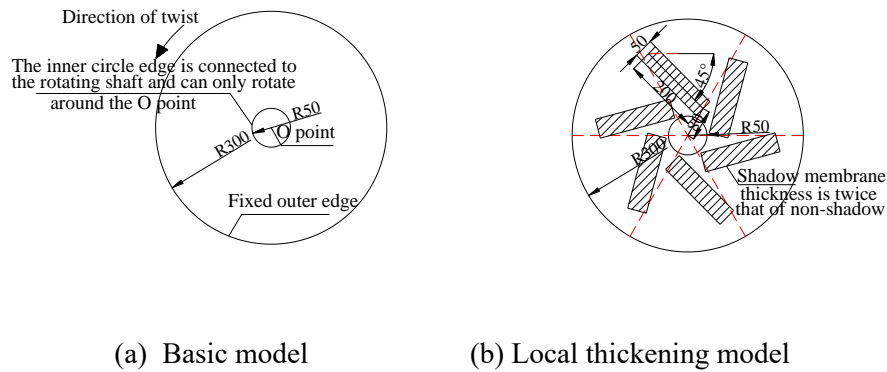 Direction of twist
The inner circle edge is connected to
the rotating shaft and can only rotate
around the O point
R50
O point
R300
Fixed outer edge
50
200
45°
80
R50
R300
Shadow membrane
thickness is twice
that of non-shadow
(a) Basic model
(b) Local thickening model